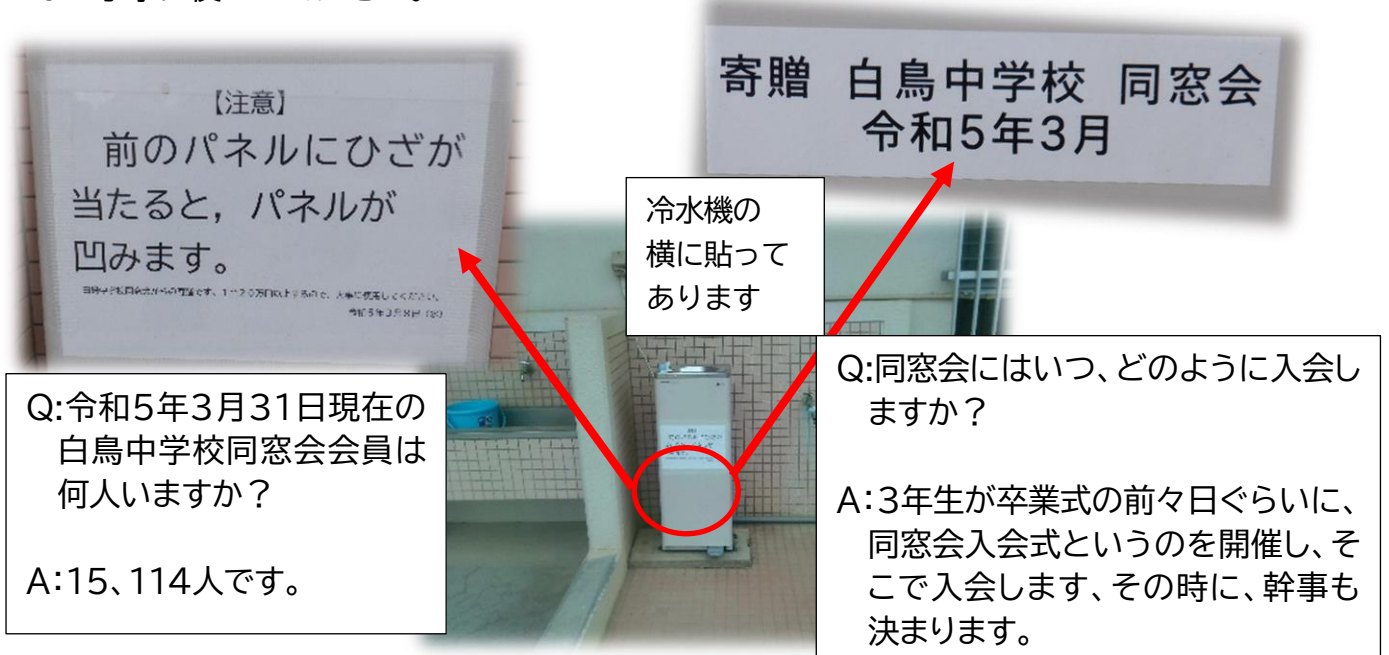 寄贈 白鳥中学校 同窓会
令和5年3月
【注意】
前のパネルにひざが
当たると，パネルが
凹みます。
冷水機の
横に貼って
あります
Q:令和5年3月31日現在の
白鳥中学校同窓会会員は
何人いますか？
A:15、114人です。
Q:同窓会にはいつ、どのように入会し
ますか？
A:3年生が卒業式の前々日ぐらいに、
同窓会入会式というのを開催し、そ
こで入会します、その時に、幹事も
決まります。